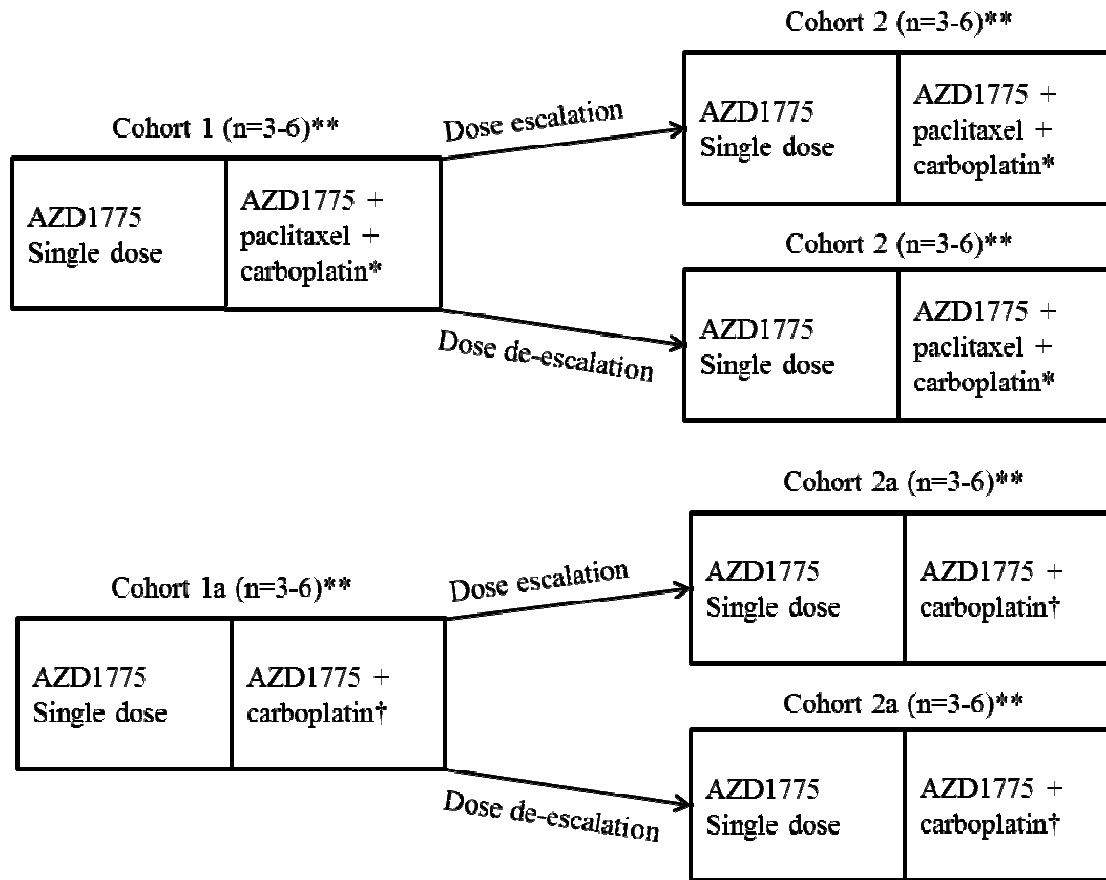 Cohort 1 (n=3-6)**
AZD1775
Single dose
AZD1775 +
paclitaxel +
carboplatin*
Dose escalation
Cohort 2 (n=3-6)**
AZD1775
Single dose
AZD1775 +
paclitaxel +
carboplatin*
Dose de-escalation
Cohort 2 (n=3-6)**
AZD1775
Single dose
AZD1775 +
paclitaxel +
carboplatin*
Cohort 1a (n=3-6)**
AZD1775
Single dose
AZD1775 +
carboplatin†
Dose escalation
Cohort 2a (n=3-6)**
AZD1775
Single dose
AZD1775 +
carboplatin†
Dose de-escalation
Cohort 2a (n=3-6)**
AZD1775
Single dose
AZD1775 +
carboplatin†